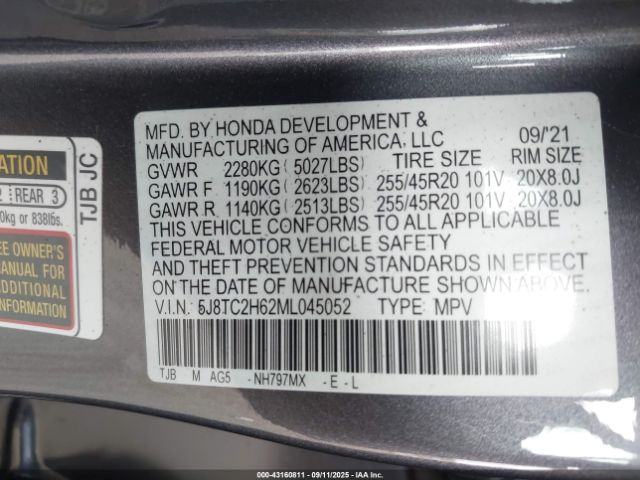 ATION
2 REAR 3
0kg or 838lbs.
EE OWNER'S
MANUAL FOR
ADDITIONAL
INFORMATION
TJB JC
MFD. BY HONDA DEVELOPMENT &
MANUFACTURING OF AMERICA, LLC 09/'21
GVWR 2280KG (5027LBS) TIRE SIZE RIM SIZE
GAWR F 1190KG (2623LBS) 255/45R20 101V 20X8.0J
GAWR R 1140KG (2513LBS) 255/45R20 101V 20X8.0J
THIS VEHICLE CONFORMS TO ALL APPLICABLE
FEDERAL MOTOR VEHICLE SAFETY
AND THEFT PREVENTION STANDARDS IN EFFECT
ON THE DATE OF MANUFACTURE SHOWN ABOVE.
V.I.N. 5J8TC2H62ML045052 TYPE: MPV
TJB M AG5 -NH797MX -E-L
000-43160811 - 09/11/2025 - IAA Inc.